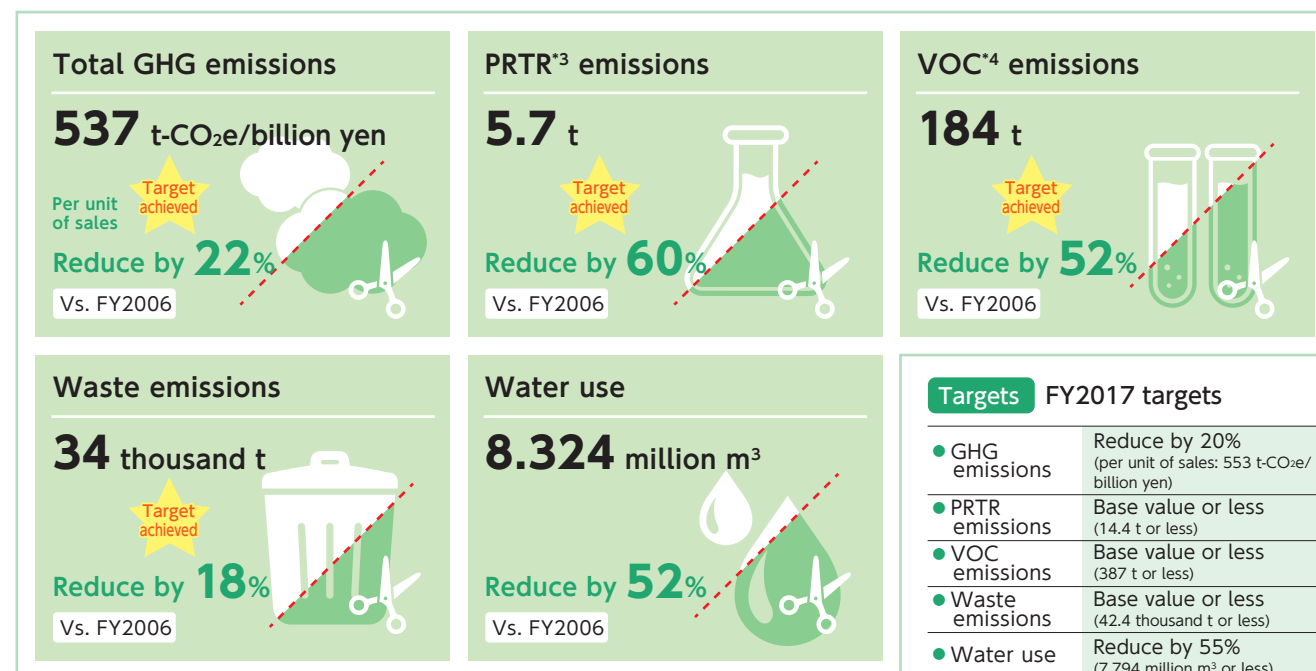 Total GHG emissions
537 t-CO₂e/billion yen
Target
achieved
Per unit
of sales
Reduce by 22%
Vs. FY2006
PRTR*3 emissions
5.7 t
Target
achieved
Reduce by 60%
Vs. FY2006
VOC*4 emissions
184 t
Target
achieved
Reduce by 52%
Vs. FY2006
Waste emissions
34 thousand t
Target
achieved
Reduce by 18%
Vs. FY2006
Water use
8.324 million m³
Reduce by 52%
Vs. FY2006
Targets FY2017 targets
● GHG
emissions
Reduce by 20%
(per unit of sales: 553 t-CO₂e/
billion yen)
● PRTR
emissions
Base value or less
(14.4 t or less)
● VOC
emissions
Base value or less
(387 t or less)
● Waste
emissions
Base value or less
(42.4 thousand t or less)
● Water use
Reduce by 55%
(7.794 million m³ or less)